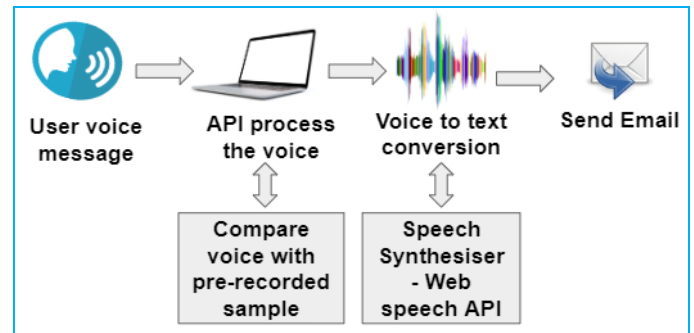 User voice
message
API process
the voice
Voice to text
conversion
Send Email
Compare
voice with
pre-recorded
sample
Speech
Synthesiser
- Web
speech API